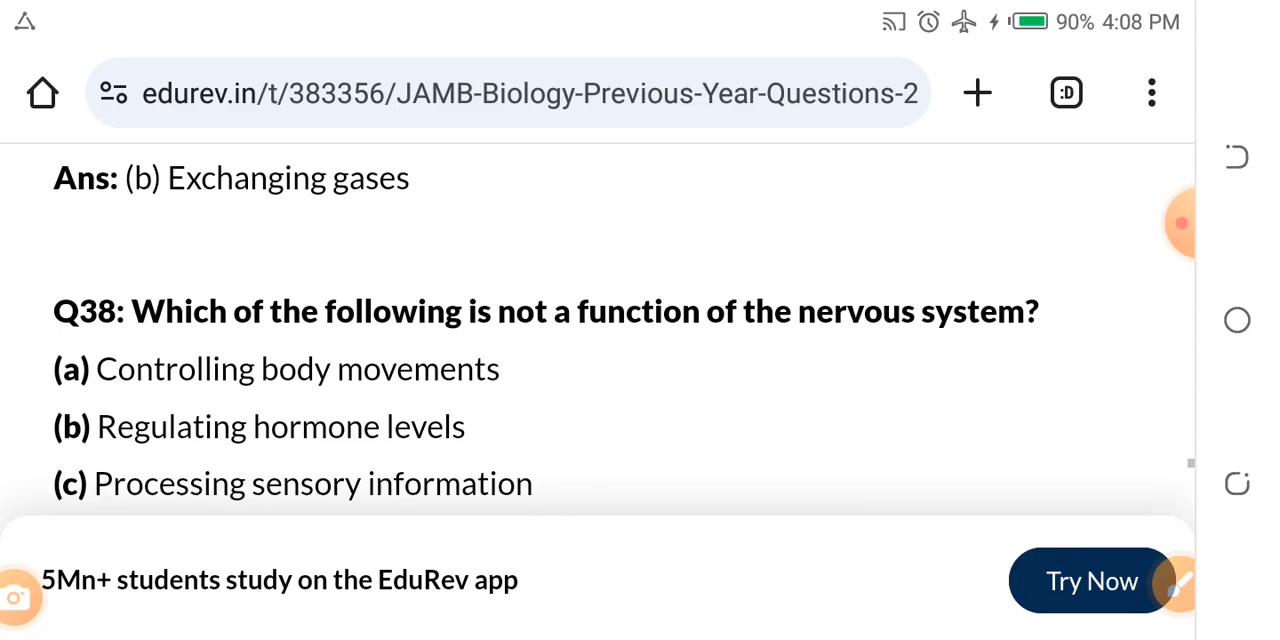 90% 4:08 PM
edurev.in/t/383356/JAMB-Biology-Previous-Year-Questions-2
:D
Ans: (b) Exchanging gases
Q38: Which of the following is not a function of the nervous system?
(a) Controlling body movements
(b) Regulating hormone levels
(c) Processing sensory information
5Mn+ students study on the EduRev app
Try Now